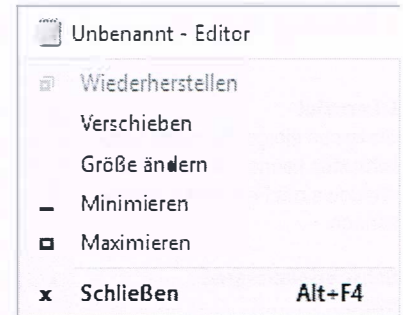 Unbenannt - Editor
Wiederherstellen
Verschieben
Größe ändern
Minimieren
Maximieren
Schließen Alt+F4